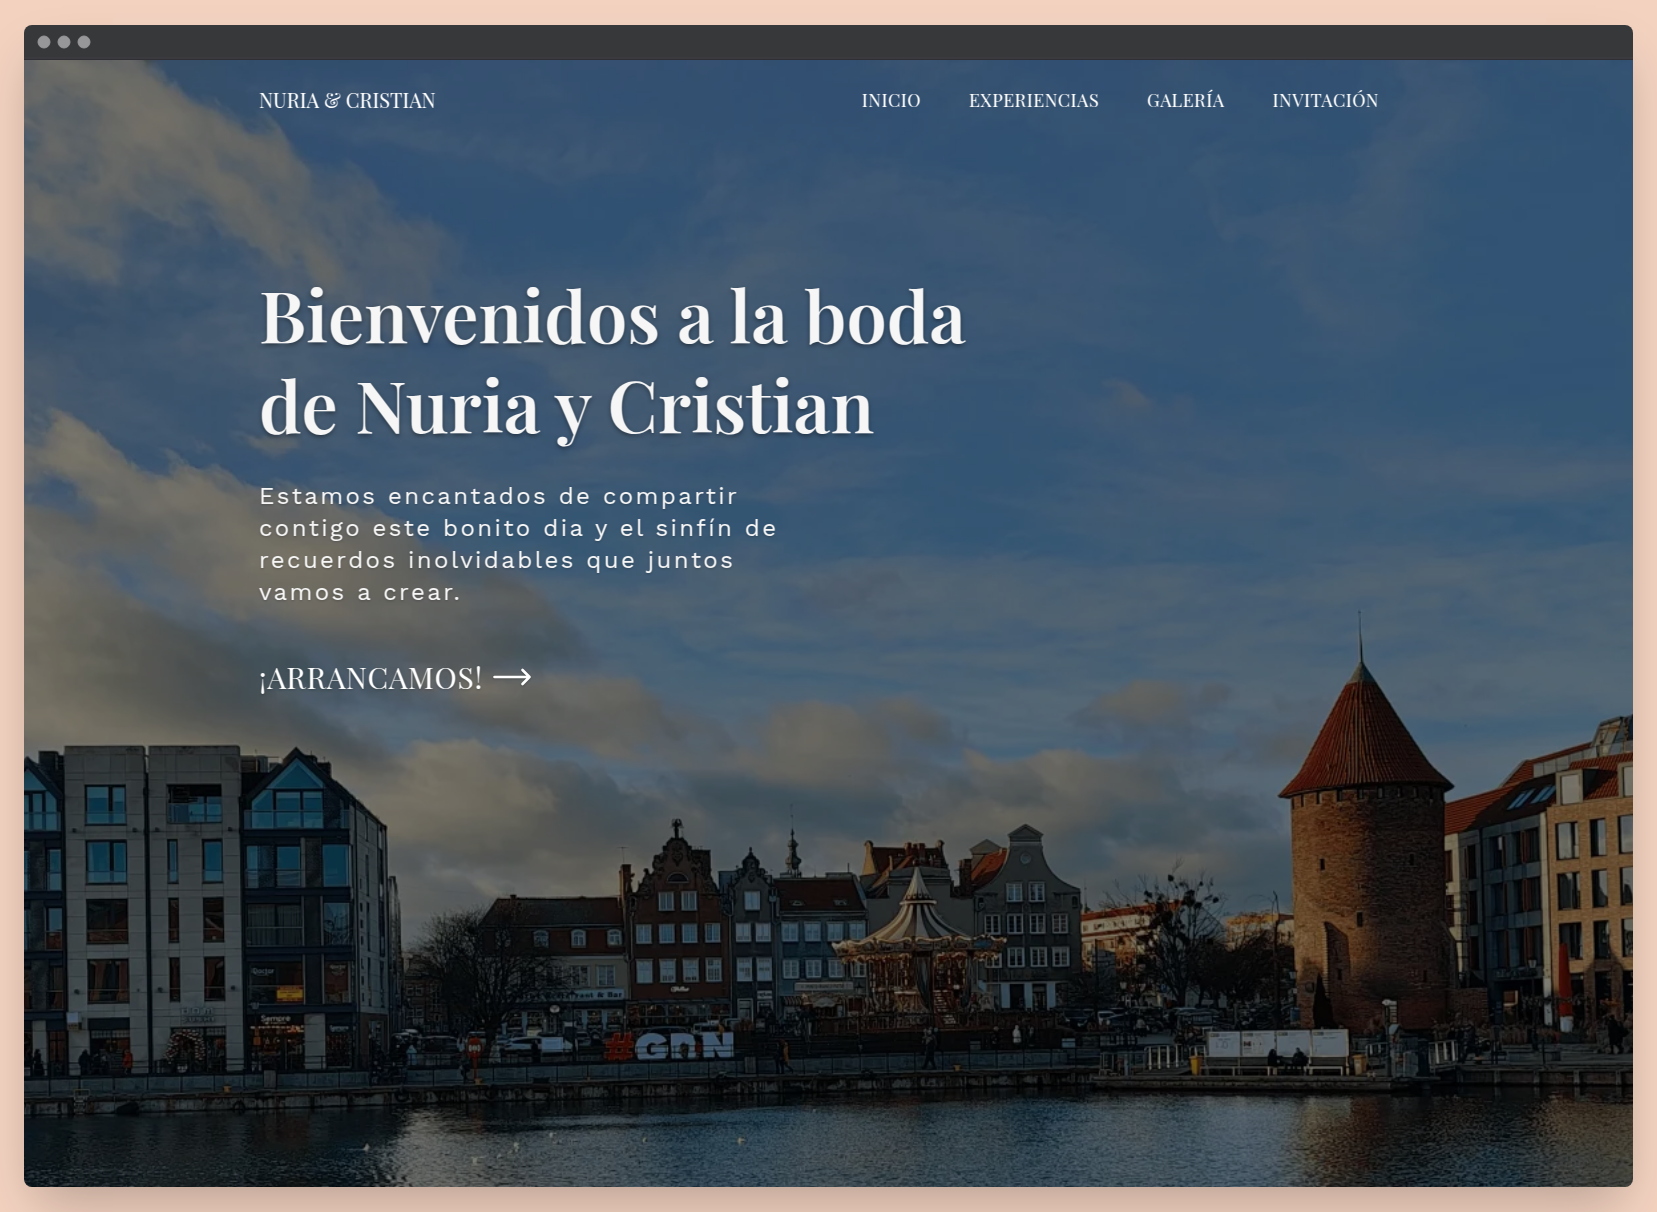 NURIA & CRISTIAN
INICIO EXPERIENCIAS GALERÍA INVITACIÓN
Bienvenidos a la boda
de Nuria y Cristian
Estamos encantados de compartir
contigo este bonito dia y el sinfín de
recuerdos inolvidables que juntos
vamos a crear.
¡ARRANCAMOS!
#GDN